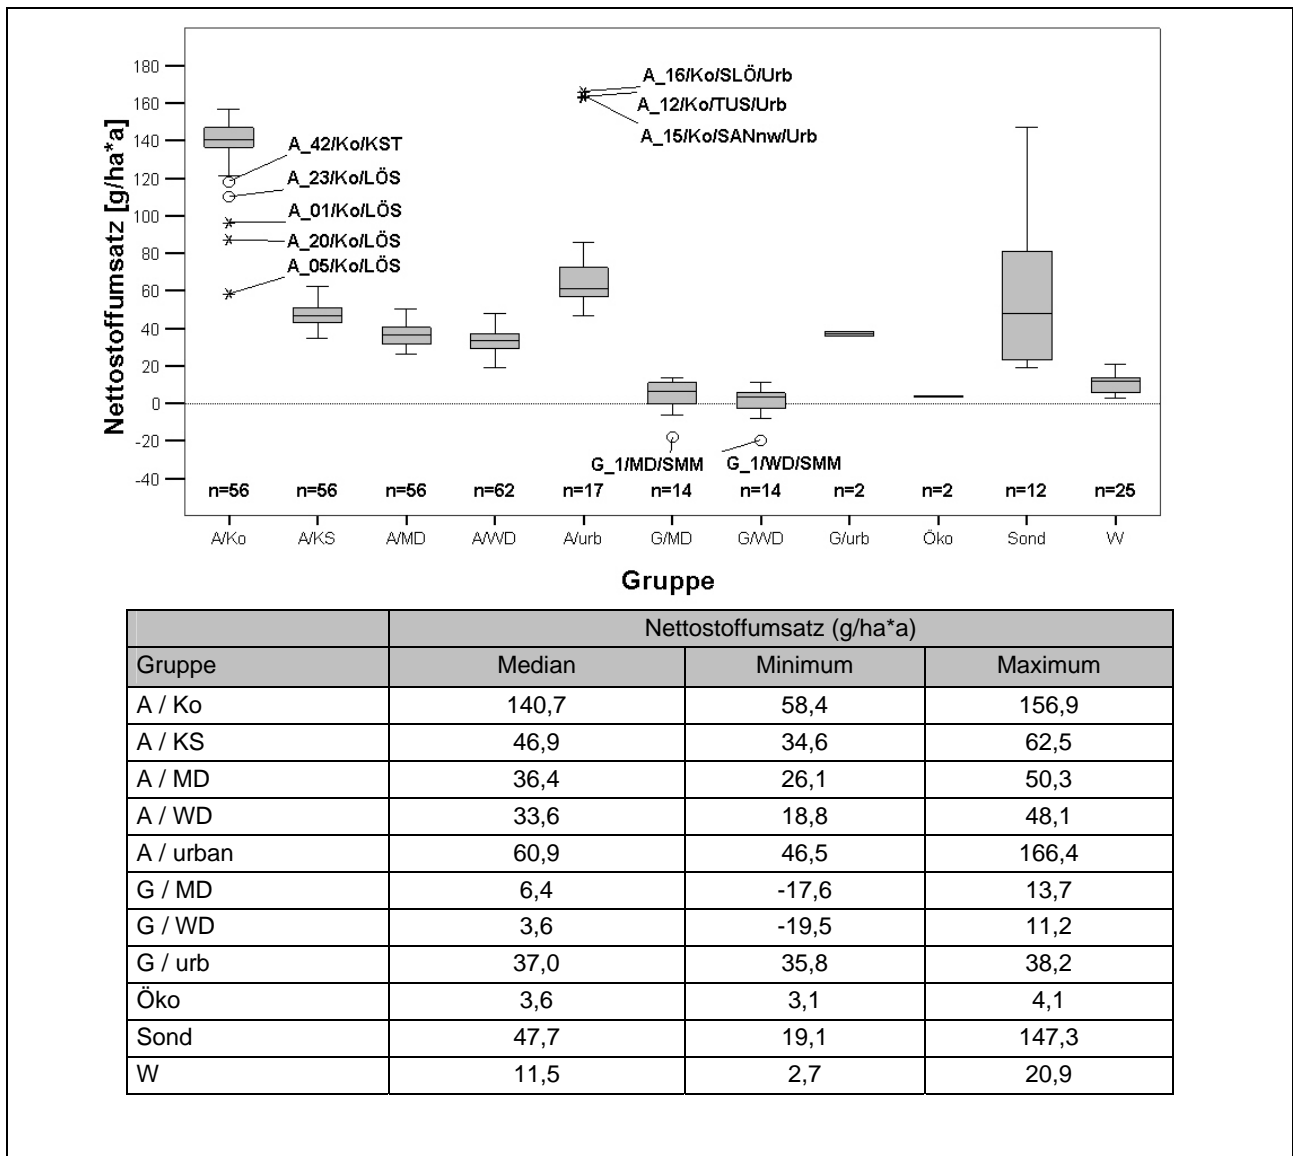 Nettostoffumsatz [g/ha*a]
180
160
140
120
100
80
60
40
20
0
-20
-40
A_16/Ko/SLÖ/Urb
A_12/Ko/TUS/Urb
A_15/Ko/SANnw/Urb
A_42/Ko/KST
A_23/Ko/LÖS
A_01/Ko/LÖS
A_20/Ko/LÖS
A_05/Ko/LÖS
G_1/MD/SMM G_1/WD/SMM
n=56 n=56 n=56 n=62 n=17 n=14 n=14 n=2 n=2 n=12 n=25
A/Ko A/KS A/MD A/WD A/urb G/MD G/WD G/urb Öko Sond W
Gruppe
Nettostoffumsatz (g/ha*a)
Gruppe Median Minimum Maximum
A / Ko 140,7 58,4 156,9
A / KS 46,9 34,6 62,5
A / MD 36,4 26,1 50,3
A / WD 33,6 18,8 48,1
A / urban 60,9 46,5 166,4
G / MD 6,4 -17,6 13,7
G / WD 3,6 -19,5 11,2
G / urb 37,0 35,8 38,2
Öko 3,6 3,1 4,1
Sond 47,7 19,1 147,3
W 11,5 2,7 20,9